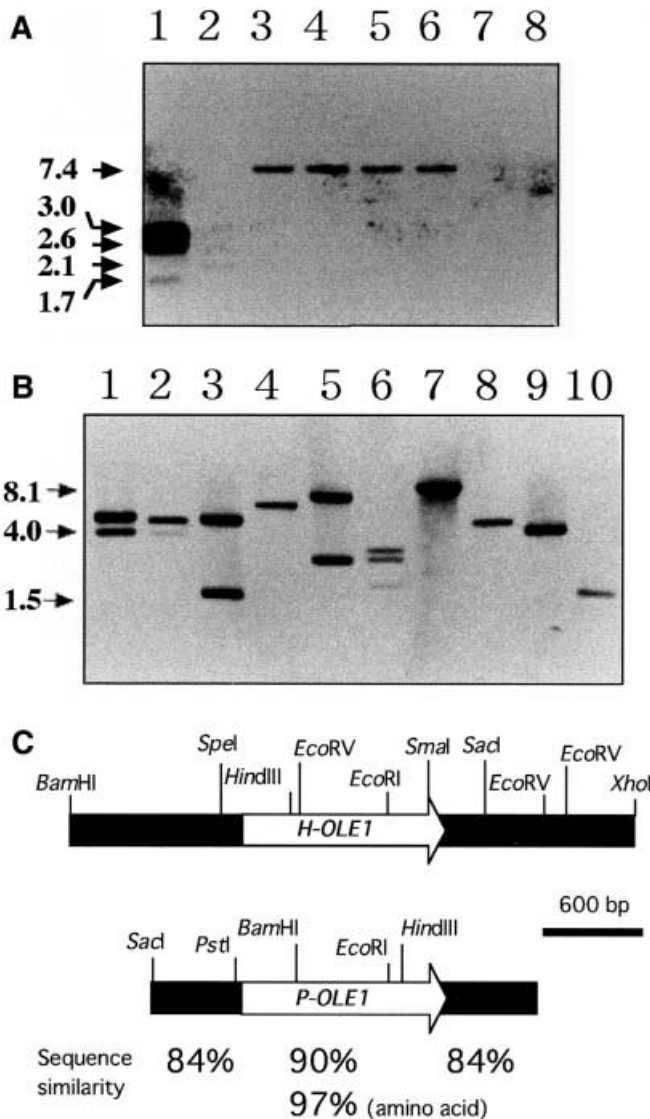 A 1 2 3 4 5 6 7 8
7.4
3.0
2.6
2.1
1.7
B 1 2 3 4 5 6 7 8 9 10
8.1
4.0
1.5
C
BamHI SpeI HindIII EcoRV EcoRI SmaI SacI EcoRV EcoRV XhoI
H-OLE1
600 bp
SacI PstI BamHI EcoRI HindIII
P-OLE1
Sequence similarity 84% 90% 84%
97% (amino acid)